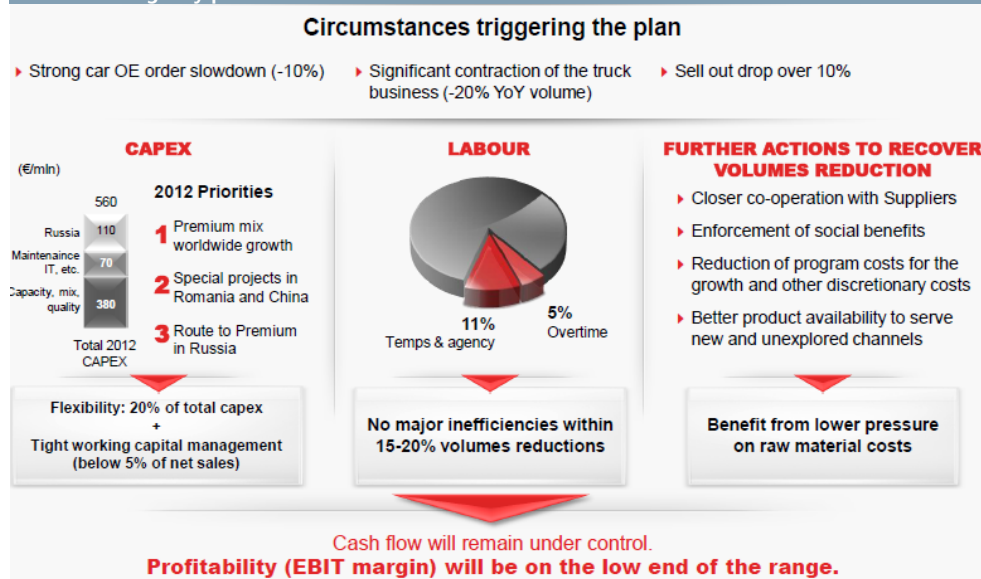 Circumstances triggering the plan
Strong car OE order slowdown (-10%)
Significant contraction of the truck
business (-20% YoY volume)
Sell out drop over 10%
CAPEX
(€/mln)
560
Russia 110
Maintenaince
IT, etc. 70
Capacity, mix,
quality 380
Total 2012
CAPEX
2012 Priorities
1 Premium mix
worldwide growth
2 Special projects in
Romania and China
3 Route to Premium
in Russia
Flexibility: 20% of total capex
+
Tight working capital management
(below 5% of net sales)
LABOUR
11%
Temps & agency
5%
Overtime
No major inefficiencies within
15-20% volumes reductions
FURTHER ACTIONS TO RECOVER
VOLUMES REDUCTION
Closer co-operation with Suppliers
Enforcement of social benefits
Reduction of program costs for the
growth and other discretionary costs
Better product availability to serve
new and unexplored channels
Benefit from lower pressure
on raw material costs
Cash flow will remain under control.
Profitability (EBIT margin) will be on the low end of the range.